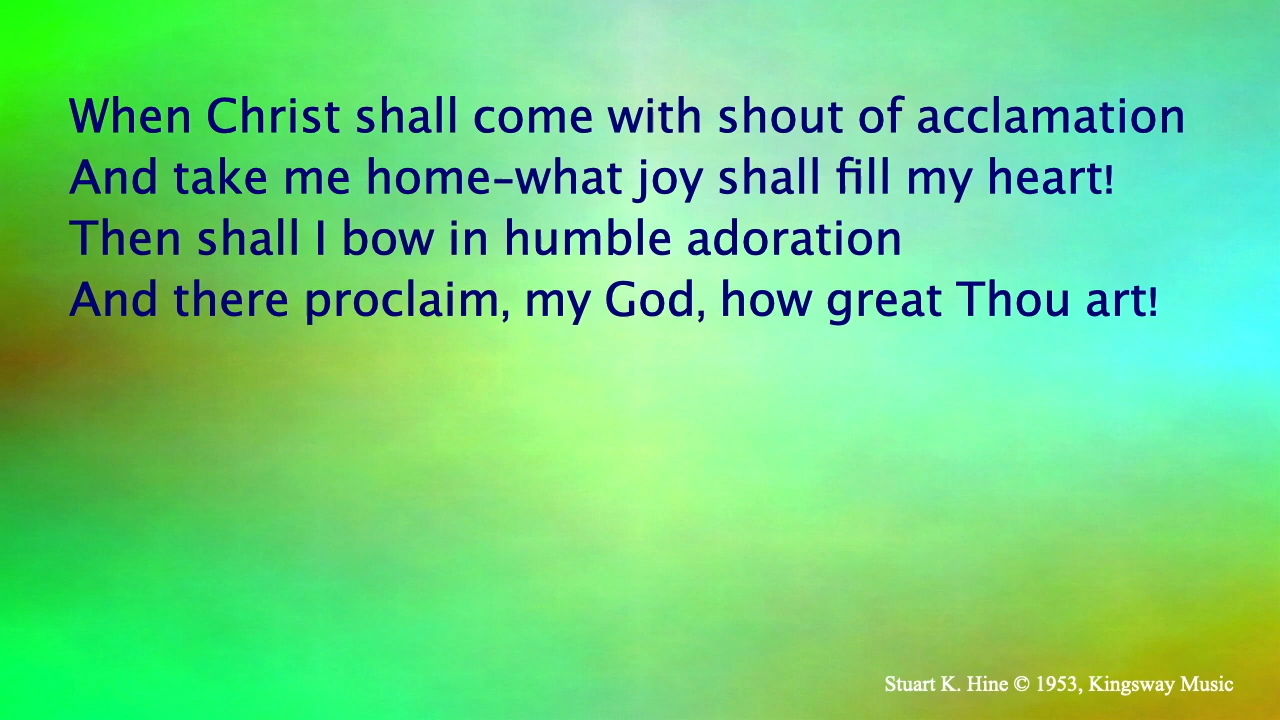 When Christ shall come with shout of acclamation
And take me home–what joy shall fill my heart!
Then shall I bow in humble adoration
And there proclaim, my God, how great Thou art!
Stuart K. Hine © 1953, Kingsway Music